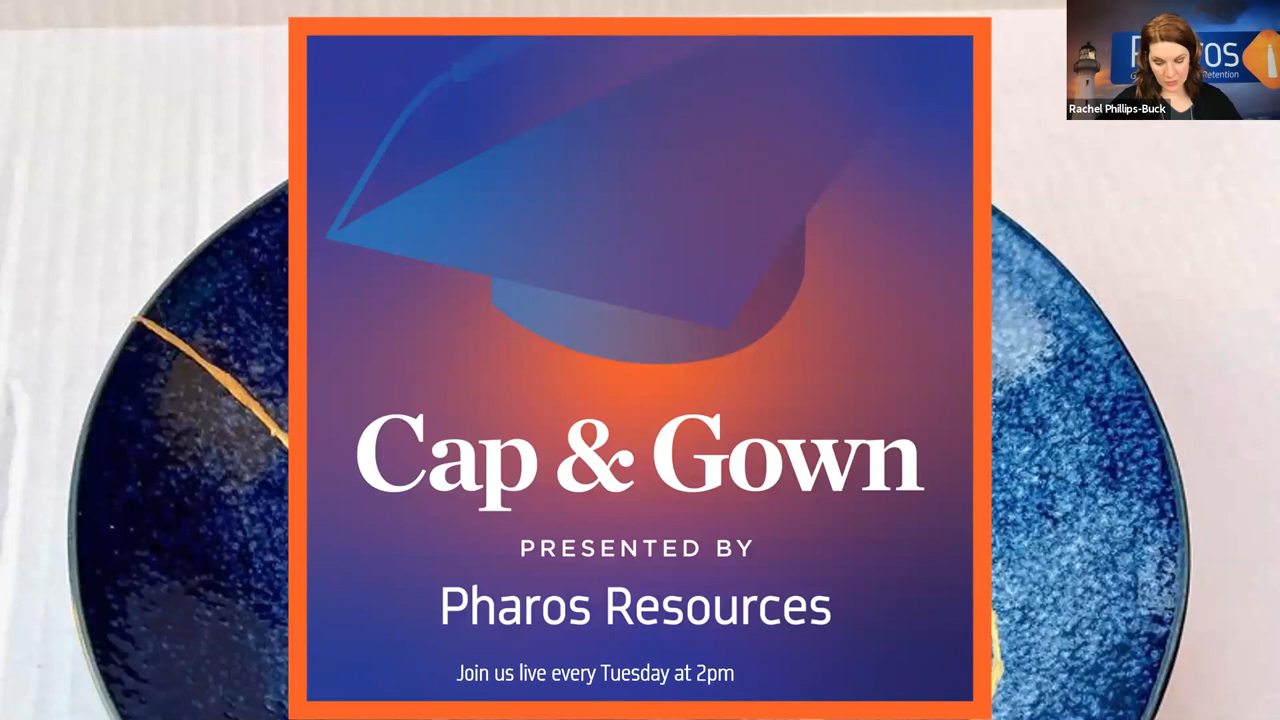 Cap & Gown
PRESENTED BY
Pharos Resources
Join us live every Tuesday at 2pm
Rachel Phillips-Buck